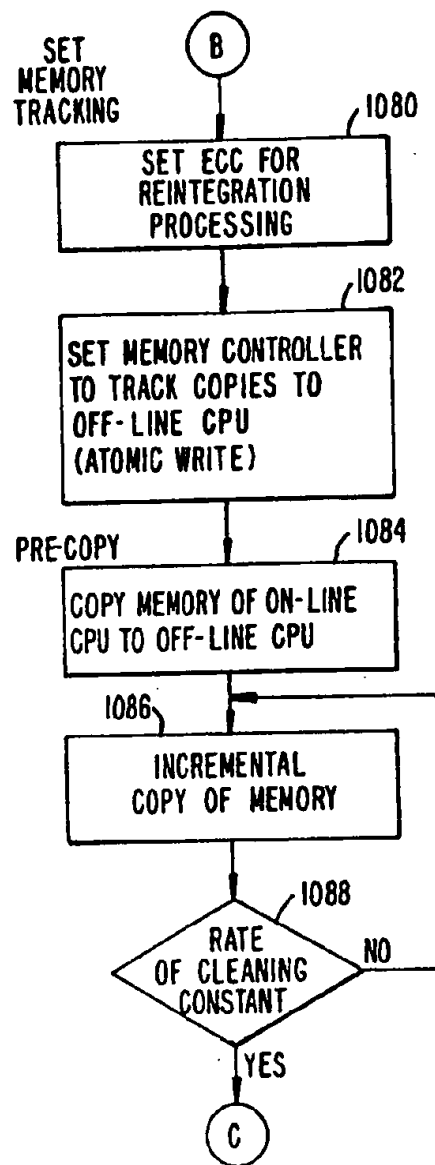 B
SET
MEMORY
TRACKING
1080
SET ECC FOR
REINTEGRATION
PROCESSING
1082
SET MEMORY CONTROLLER
TO TRACK COPIES TO
OFF-LINE CPU
(ATOMIC WRITE)
PRE-COPY
1084
COPY MEMORY OF ON-LINE
CPU TO OFF-LINE CPU
1086
INCREMENTAL
COPY OF MEMORY
1088
RATE
OF CLEANING
CONSTANT
NO
YES
C